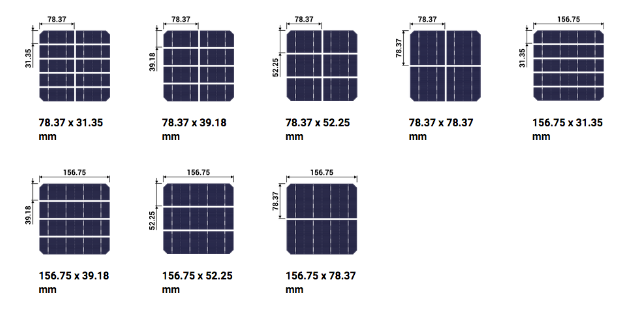 78.37
78.37
78.37
78.37
156.75
31.35
39.18
52.25
78.37
31.35
78.37 x 31.35
mm
78.37 x 39.18
mm
78.37 x 52.25
mm
78.37 x 78.37
mm
156.75 x 31.35
mm
156.75
156.75
156.75
39.18
52.25
78.37
156.75 x 39.18
mm
156.75 x 52.25
mm
156.75 x 78.37
mm